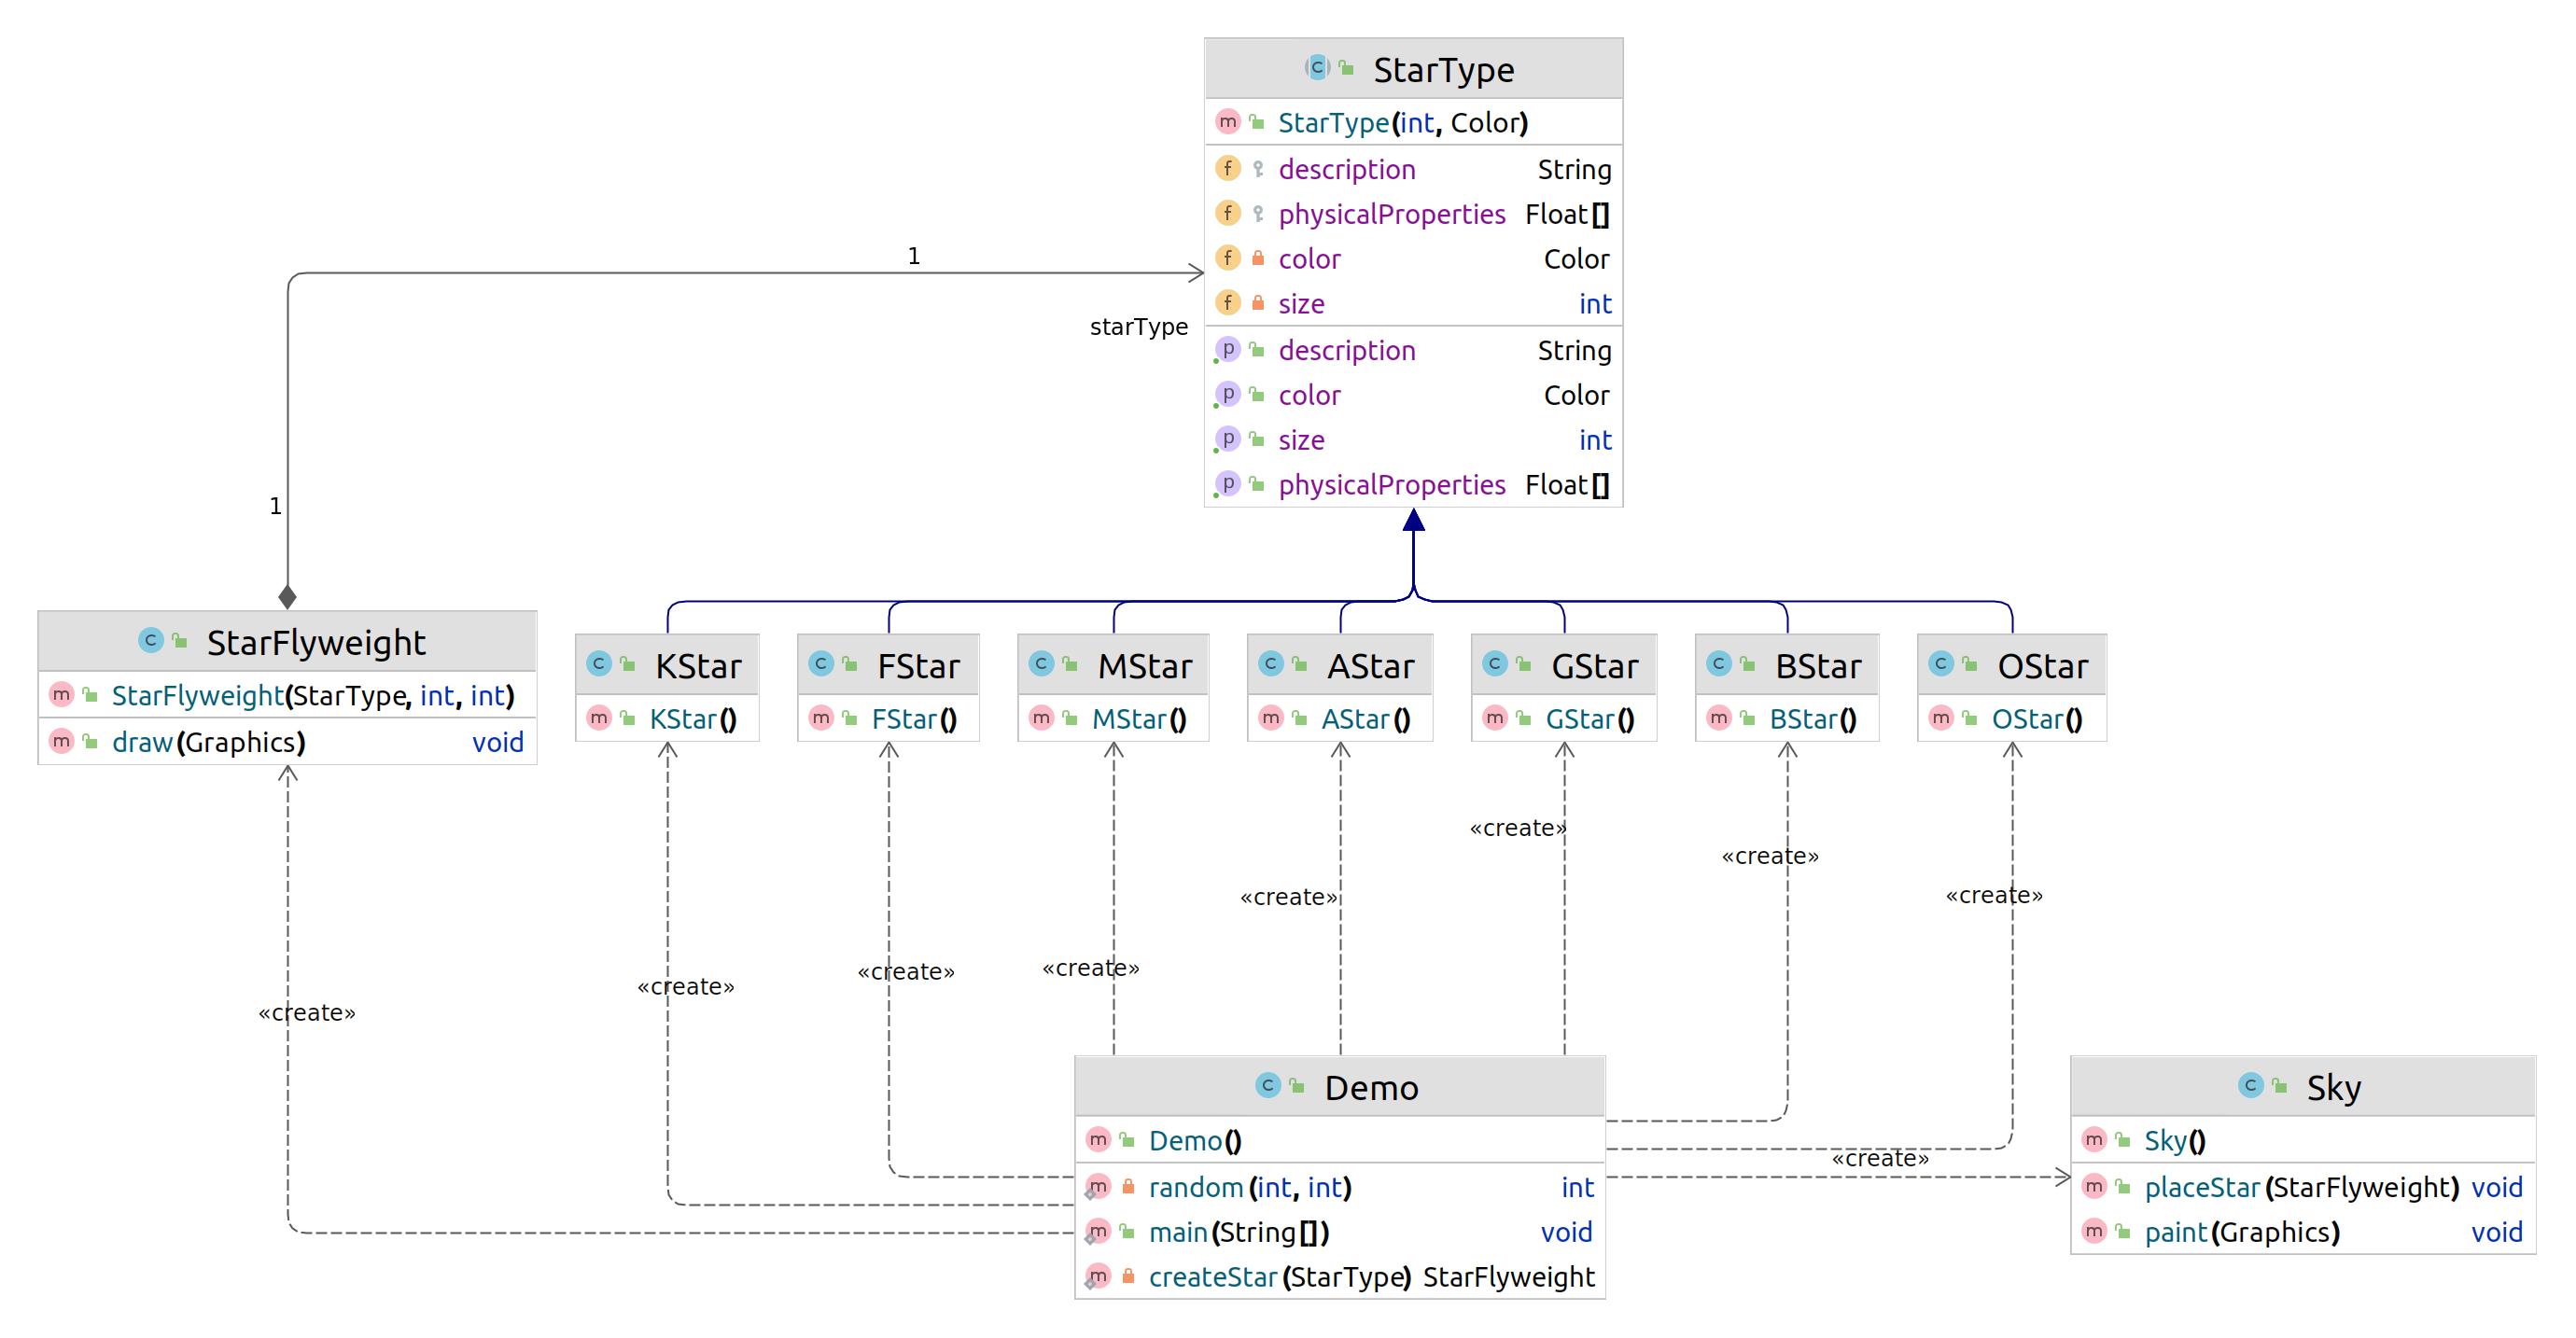 StarType
StarType(int, Color)
description String
physicalProperties Float[]
color Color
size int
description String
color Color
size int
physicalProperties Float[]
1
starType
1
StarFlyweight
StarFlyweight(StarType, int, int)
draw(Graphics) void
KStar
KStar()
FStar
FStar()
MStar
MStar()
AStar
AStar()
GStar
GStar()
BStar
BStar()
OStar
OStar()
«create»
«create»
«create»
«create»
«create»
«create»
«create»
«create»
«create»
Demo
Demo()
random(int, int) int
main(String[]) void
createStar(StarType) StarFlyweight
Sky
Sky()
placeStar(StarFlyweight) void
paint(Graphics) void